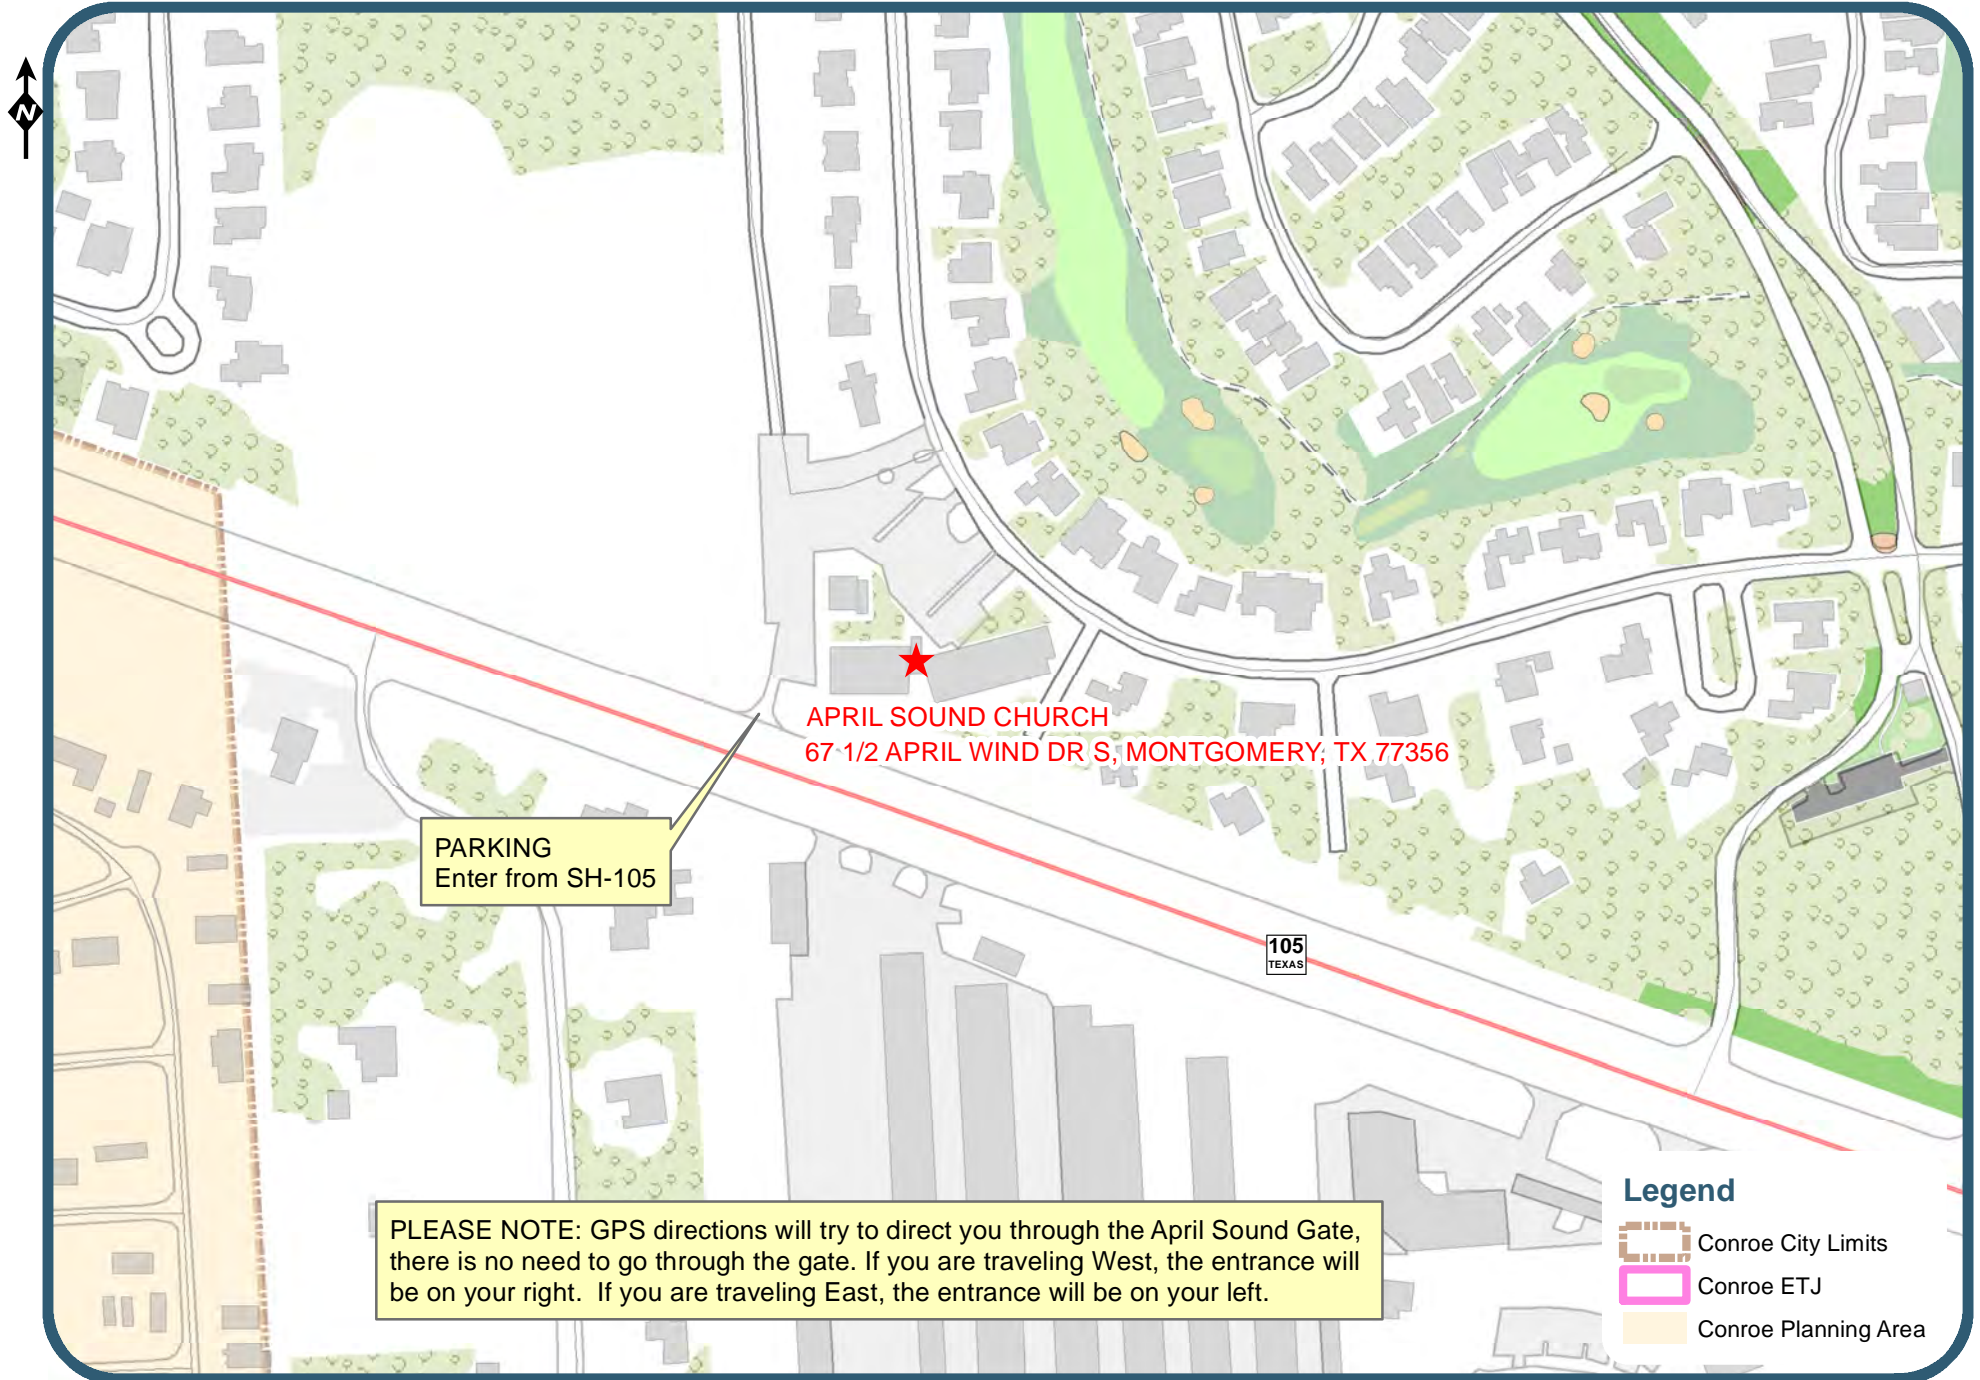 N
APRIL SOUND CHURCH
67 1/2 APRIL WIND DR S, MONTGOMERY, TX 77356
PARKING
Enter from SH-105
105
TEXAS
PLEASE NOTE: GPS directions will try to direct you through the April Sound Gate,
there is no need to go through the gate. If you are traveling West, the entrance will
be on your right.  If you are traveling East, the entrance will be on your left.
Legend
Conroe City Limits
Conroe ETJ
Conroe Planning Area